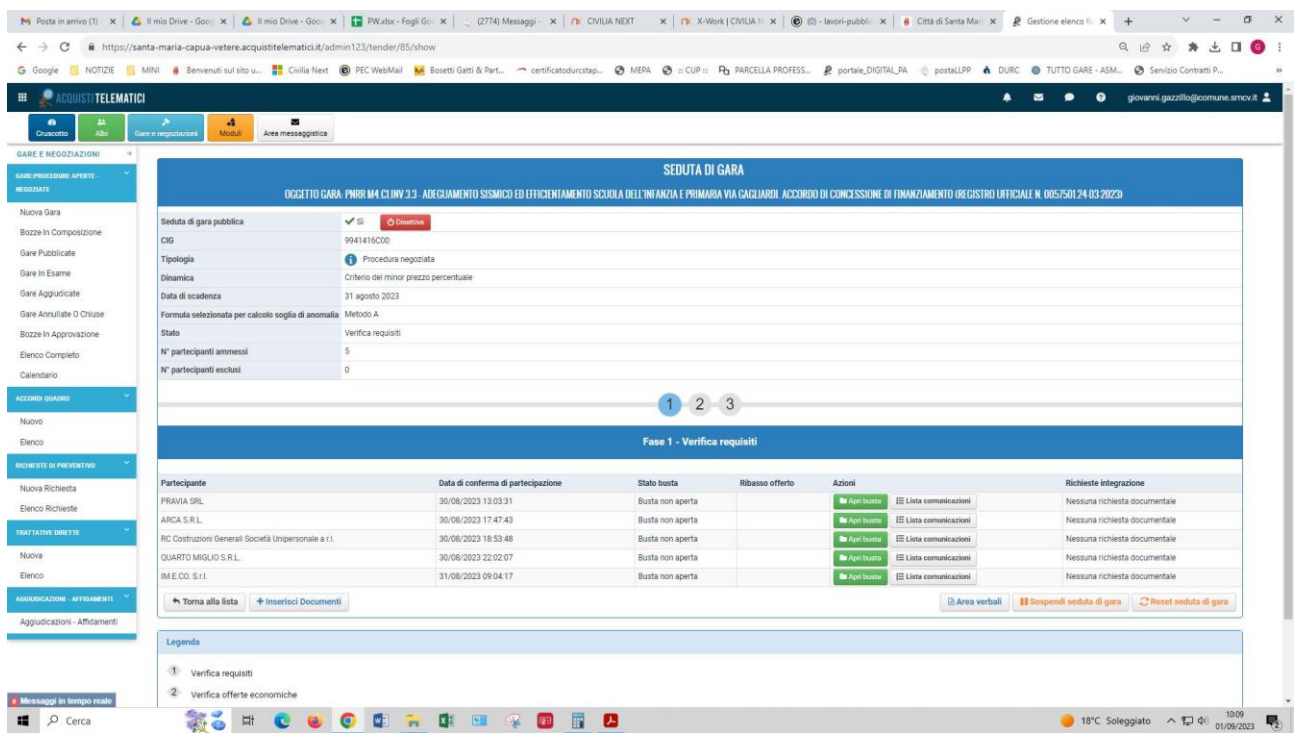 Posta in arrivo (1) -
Il mio Drive - Goog
Il mio Drive - Goog
PW.xlsx - Fogli Go
(2774) Messaggi -
CIVILIA NEXT
X-Work | CIVILIA N
(0) - lavori-pubblic
Città di Santa Mari
Gestione elenco fo
https://santa-maria-capua-vetere.acquistitelematici.it/admin123/tender/85/show
Google NOTIZIE MINI Benvenuti sul sito u... Civilia Next PEC WebMail Bosetti Gatti & Part... certificatodurcstap... MEPA :: CUP :: PARCELLA PROFESS... portale_DIGITAL_PA postaLLPP DURC TUTTO GARE - ASM... Servizio Contratti P...
ACQUISTI TELEMATICI
giovanni.gazzillo@comune.smcv.it
Cruscotto Albi Gare e negoziazioni Moduli Area messaggistica
GARE E NEGOZIAZIONI
GARE:PROCEDURE APERTE -
NEGOZIATE
Nuova Gara
Bozze In Composizione
Gare Pubblicate
Gare In Esame
Gare Aggiudicate
Gare Annullate O Chiuse
Bozze In Approvazione
Elenco Completo
Calendario
ACCORDI QUADRO
Nuovo
Elenco
RICHIESTE DI PREVENTIVO
Nuova Richiesta
Elenco Richieste
TRATTATIVE DIRETTE
Nuova
Elenco
AGGIUDICAZIONI - AFFIDAMENTI
Aggiudicazioni - Affidamenti
Messaggi in tempo reale
SEDUTA DI GARA
OGGETTO GARA: PNRR M4.C1 INV 3.3 - ADEGUAMENTO SISMICO ED EFFICIENTAMENTO SCUOLA DELL'INFANZIA E PRIMARIA VIA GAGLIARDI. ACCORDO DI CONCESSIONE DI FINANZIAMENTO (REGISTRO UFFICIALE N. 0057501.24-03-2023)
Seduta di gara pubblica Sì Disattiva
CIG 9941416C00
Tipologia Procedura negoziata
Dinamica Criterio del minor prezzo percentuale
Data di scadenza 31 agosto 2023
Formula selezionata per calcolo soglia di anomalia Metodo A
Stato Verifica requisiti
N° partecipanti ammessi 5
N° partecipanti esclusi 0
1 2 3
Fase 1 - Verifica requisiti
Partecipante Data di conferma di partecipazione Stato busta Ribasso offerto Azioni Richieste integrazione
PRAVIA SRL 30/08/2023 13:03:31 Busta non aperta Apri busta Lista comunicazioni Nessuna richiesta documentale
ARCA S.R.L. 30/08/2023 17:47:43 Busta non aperta Apri busta Lista comunicazioni Nessuna richiesta documentale
RC Costruzioni Generali Società Unipersonale a r.l. 30/08/2023 18:53:48 Busta non aperta Apri busta Lista comunicazioni Nessuna richiesta documentale
QUARTO MIGLIO S.R.L. 30/08/2023 22:02:07 Busta non aperta Apri busta Lista comunicazioni Nessuna richiesta documentale
IM.E.CO. S.r.l. 31/08/2023 09:04:17 Busta non aperta Apri busta Lista comunicazioni Nessuna richiesta documentale
Torna alla lista + Inserisci Documenti Area verbali Sospendi seduta di gara Reset seduta di gara
Legenda
1 Verifica requisiti
2 Verifica offerte economiche
Cerca
18°C Soleggiato
10:09
01/09/2023